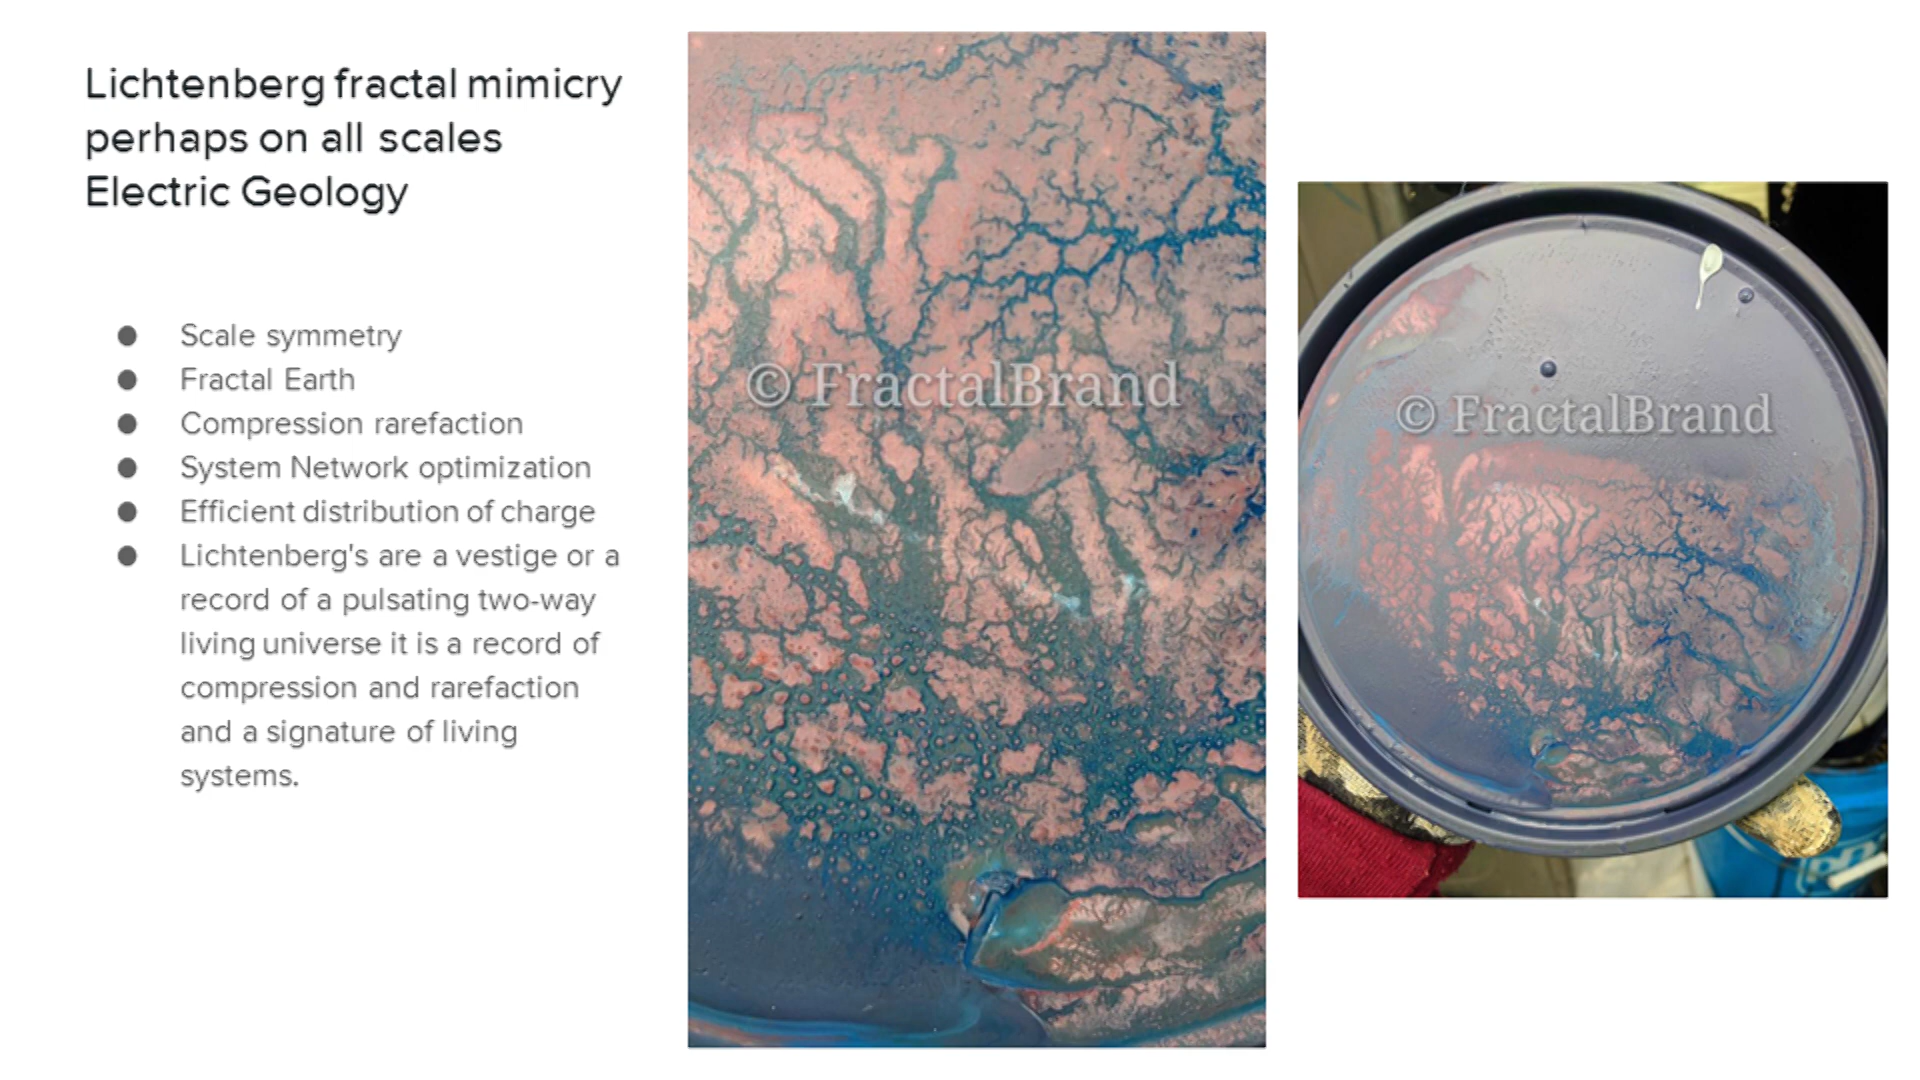 Lichtenberg fractal mimicry
perhaps on all scales
Electric Geology
● Scale symmetry
● Fractal Earth
● Compression rarefaction
● System Network optimization
● Efficient distribution of charge
● Lichtenberg's are a vestige or a
record of a pulsating two-way
living universe it is a record of
compression and rarefaction
and a signature of living
systems.
© FractalBrand
© FractalBrand